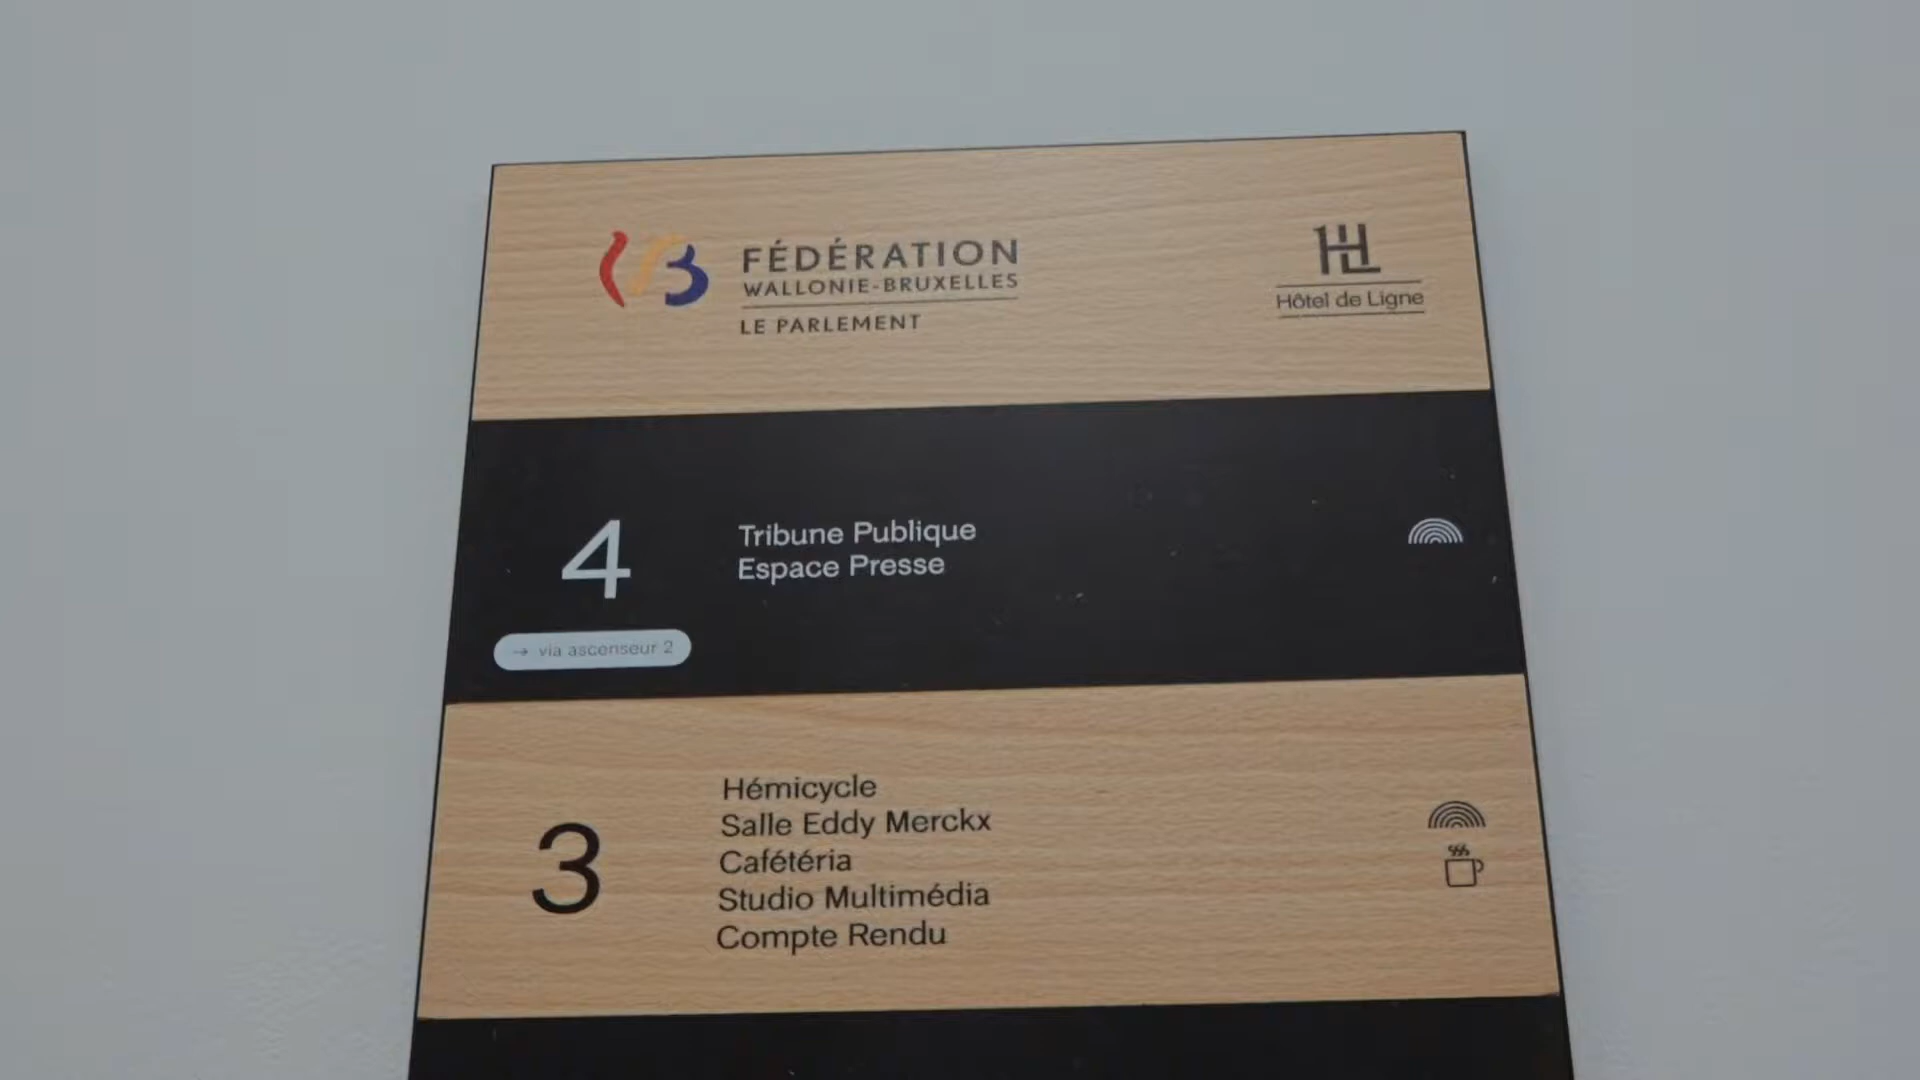 FÉDÉRATION
WALLONIE-BRUXELLES
LE PARLEMENT
HL
Hôtel de Ligne
4
Tribune Publique
Espace Presse
→ via ascenseur 2
3
Hémicycle
Salle Eddy Merckx
Cafétéria
Studio Multimédia
Compte Rendu